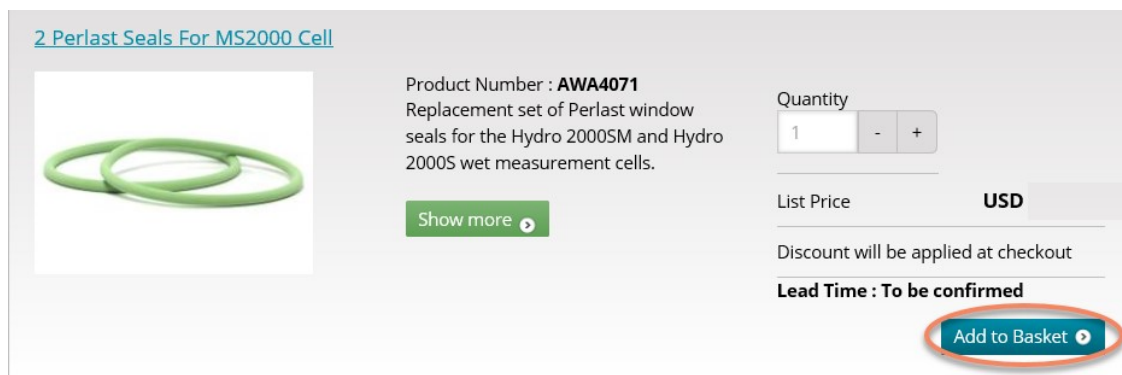 2 Perlast Seals For MS2000 Cell
Product Number : AWA4071
Replacement set of Perlast window
seals for the Hydro 2000SM and Hydro
2000S wet measurement cells.
Show more
Quantity
1 - +
List Price USD
Discount will be applied at checkout
Lead Time : To be confirmed
Add to Basket